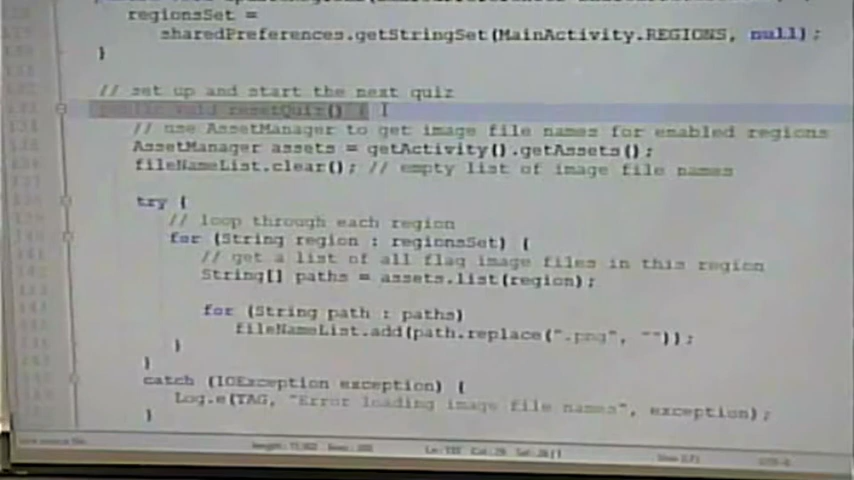 regionsSet =
sharedPreferences.getStringSet(MainActivity.REGIONS, null);
}
// set up and start the next quiz
public void resetQuiz() {
// use AssetManager to get image file names for enabled regions
AssetManager assets = getActivity().getAssets();
fileNameList.clear(); // empty list of image file names
try {
// loop through each region
for (String region : regionsSet) {
// get a list of all flag image files in this region
String[] paths = assets.list(region);
for (String path : paths)
fileNameList.add(path.replace(".png", ""));
}
}
catch (IOException exception) {
Log.e(TAG, "Error loading image file names", exception);
}